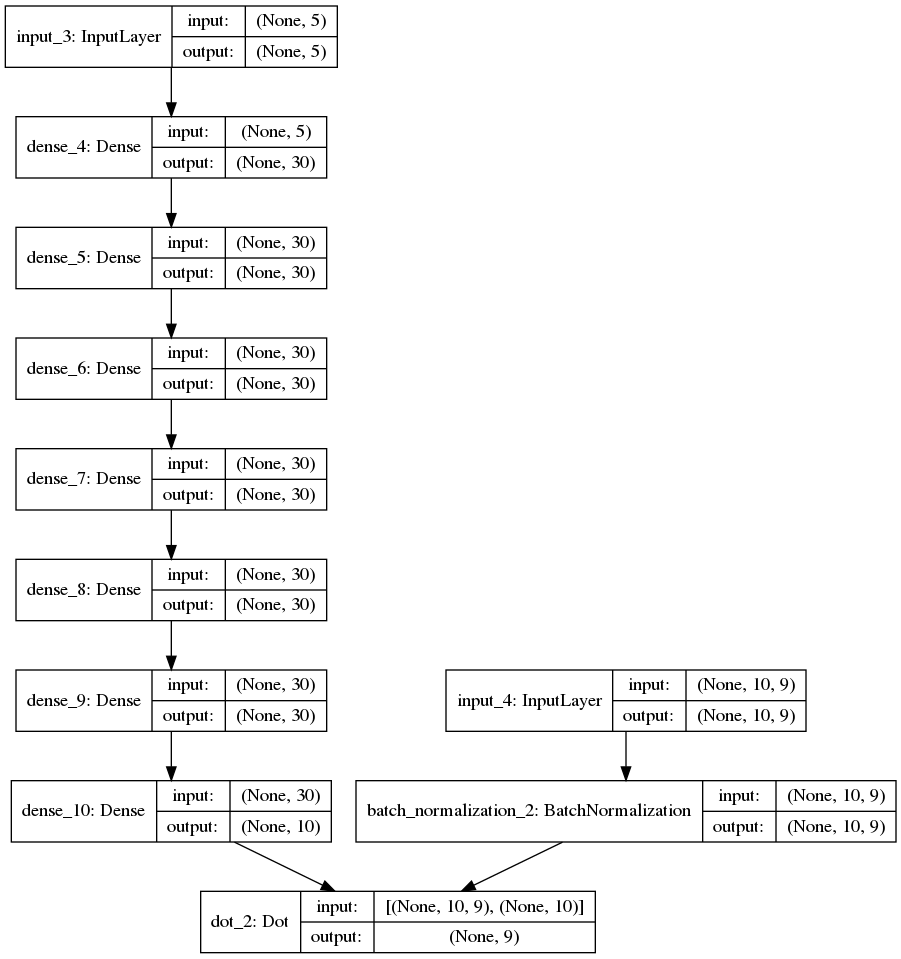 input_3: InputLayer
input: (None, 5)
output: (None, 5)
dense_4: Dense
input: (None, 5)
output: (None, 30)
dense_5: Dense
input: (None, 30)
output: (None, 30)
dense_6: Dense
input: (None, 30)
output: (None, 30)
dense_7: Dense
input: (None, 30)
output: (None, 30)
dense_8: Dense
input: (None, 30)
output: (None, 30)
dense_9: Dense
input: (None, 30)
output: (None, 30)
input_4: InputLayer
input: (None, 10, 9)
output: (None, 10, 9)
dense_10: Dense
input: (None, 30)
output: (None, 10)
batch_normalization_2: BatchNormalization
input: (None, 10, 9)
output: (None, 10, 9)
dot_2: Dot
input: [(None, 10, 9), (None, 10)]
output: (None, 9)